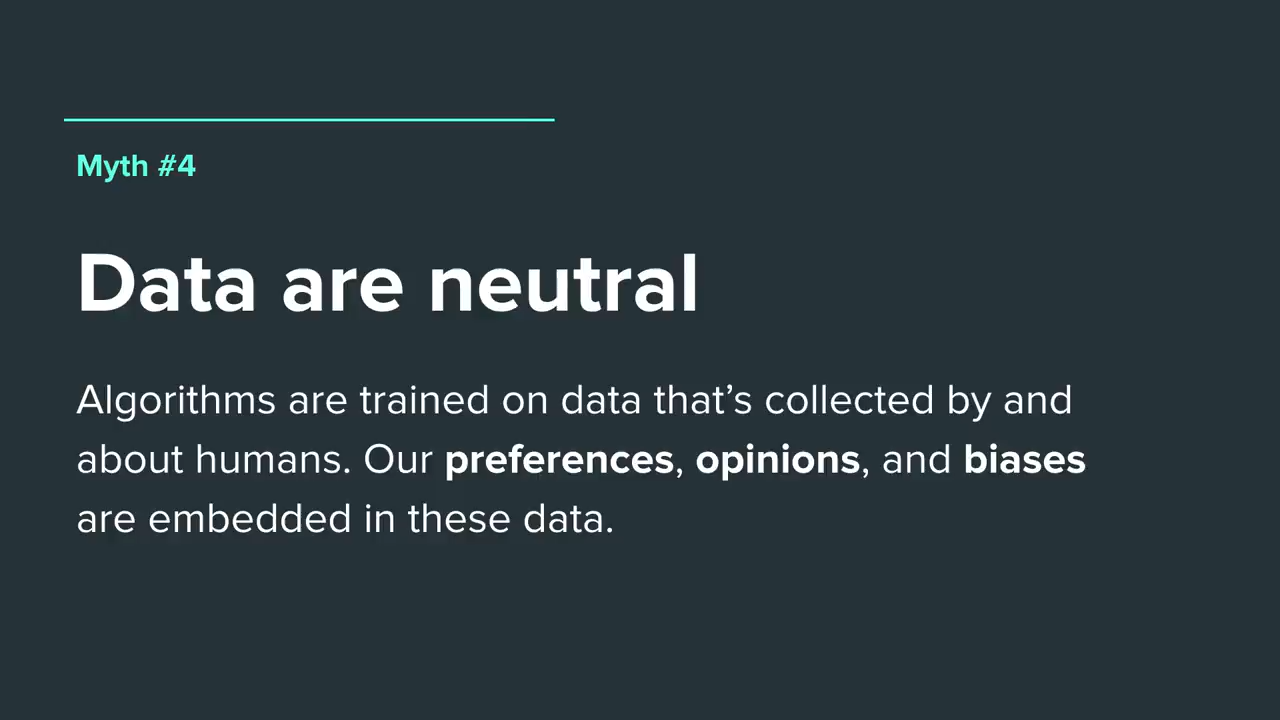 Myth #4
Data are neutral
Algorithms are trained on data that’s collected by and
about humans. Our preferences, opinions, and biases
are embedded in these data.